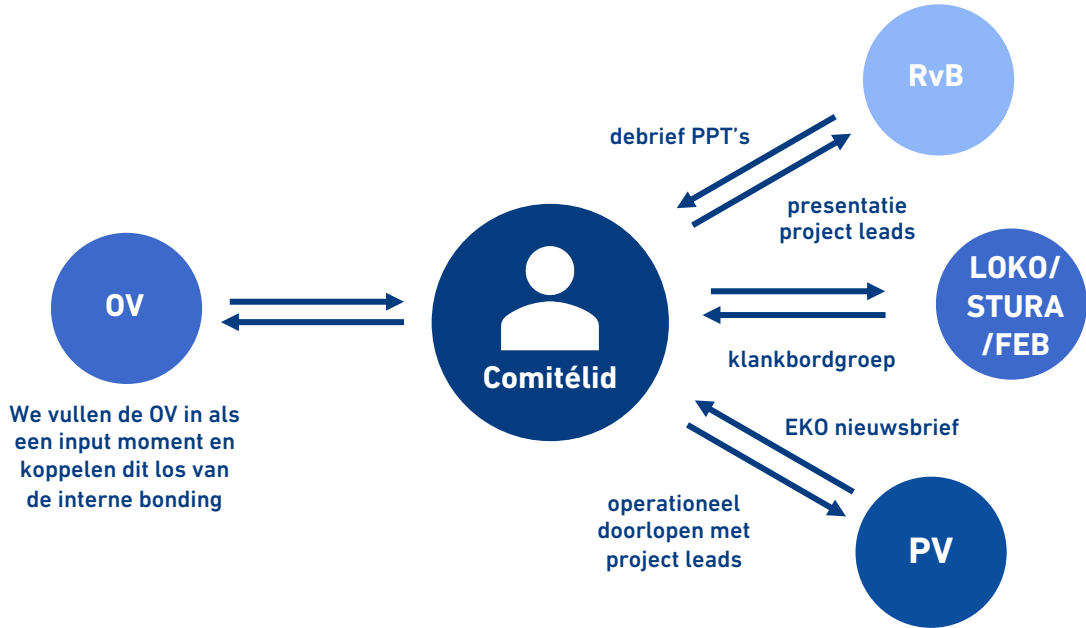 RvB
debrief PPT's
presentatie
project leads
OV
Comitélid
LOKO/
STURA
/FEB
klankbordgroep
We vullen de OV in als
een input moment en
koppelen dit los van
de interne bonding
EKO nieuwsbrief
operationeel
doorlopen met
project leads
PV